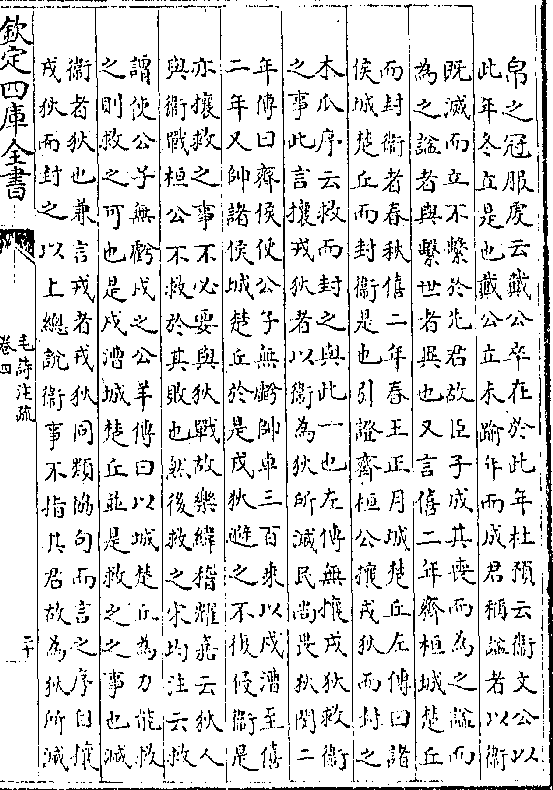 帛之冠服虔云戴公卒在於此年杜預云衞文公以
此年冬立是也戴公立未踰年而成君稱謚者以衛
既滅而立不繫於先君故臣子成其喪而為之謚而
為之謚者與繫世者異也又言僖二年齊桓城楚丘
而封衛者春秋僖二年春王正月城楚丘左傳曰諸
侯城楚丘而封衛是也引證齊桓公攘戎狄而封之
木瓜序云救而封之與此一也左傳無攘戎狄救衛
之事此言攘戎狄者以衛為狄所滅民尚畏狄閔二
年傳曰齊侯使公子無虧帥車三百乘以戍漕至僖
二年又帥諸侯城楚丘於是戎狄避之不復侵衛是
亦攘救之事不必要與狄戰故樂緯稽耀嘉云狄人
與衛戰桓公不救於其敗也然後救之宋均注云救
謂使公子無虧戍之公羊傳曰以城楚丘為力能救
之則救之可也是戍漕城楚丘並是救之之事也滅
衛者狄也兼言戎者戎狄同類協句而言之序自攘
戎狄而封之以上總說衛事不指其君故為狄所滅
欽定四庫全書
毛詩注疏
卷四
二十